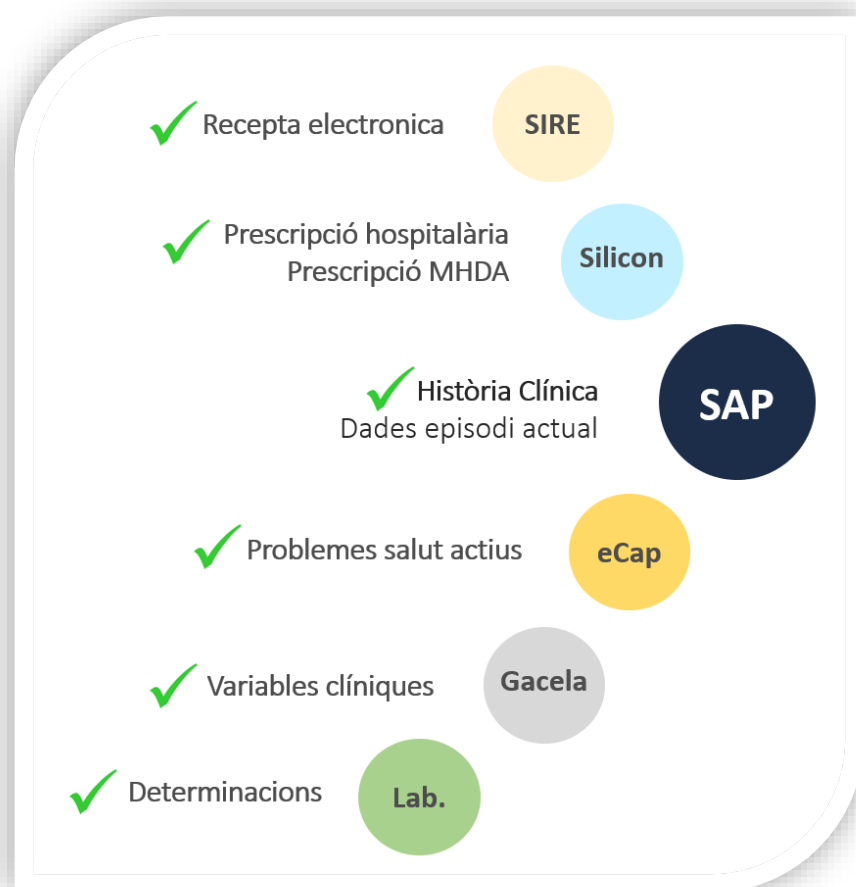 Recepta electronica SIRE
Prescripció hospitalària
Prescripció MHDA
Silicon
Història Clínica
Dades episodi actual
SAP
Problemes salut actius eCap
Variables clíniques Gacela
Determinacions Lab.